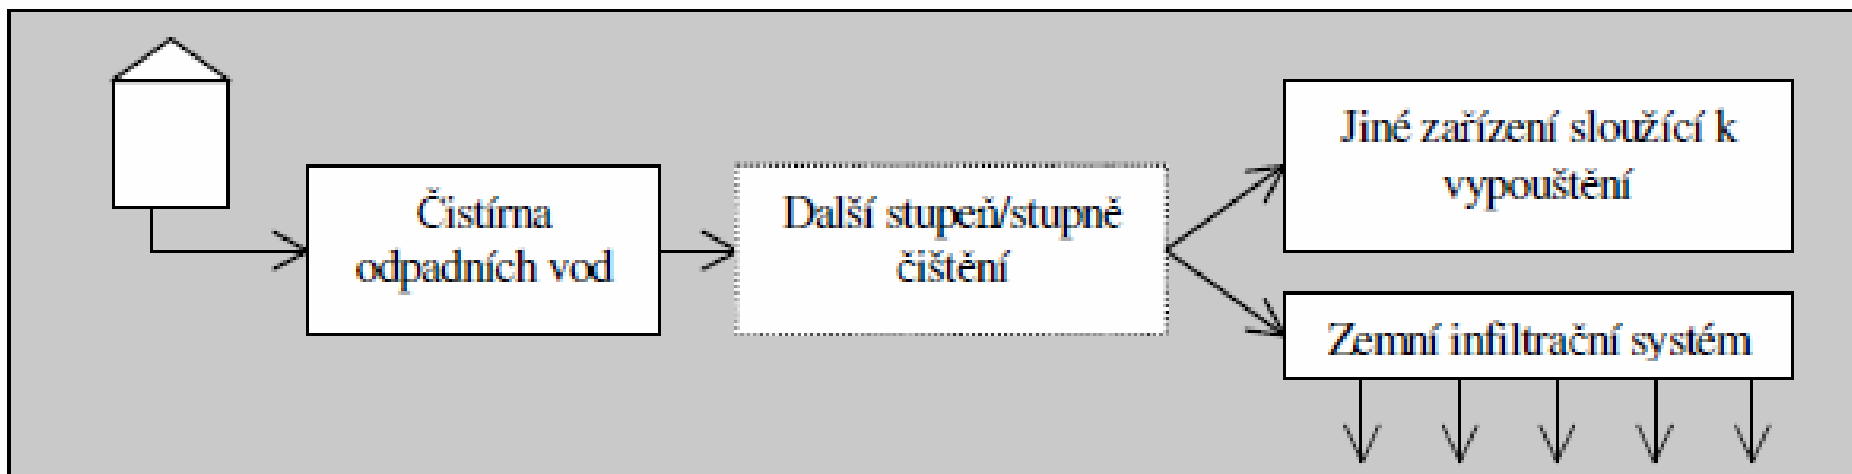 Čistírna
odpadních vod
Další stupeň/stupně
čištění
Jiné zařízení sloužící k
vypouštění
Zemní infiltrační systém